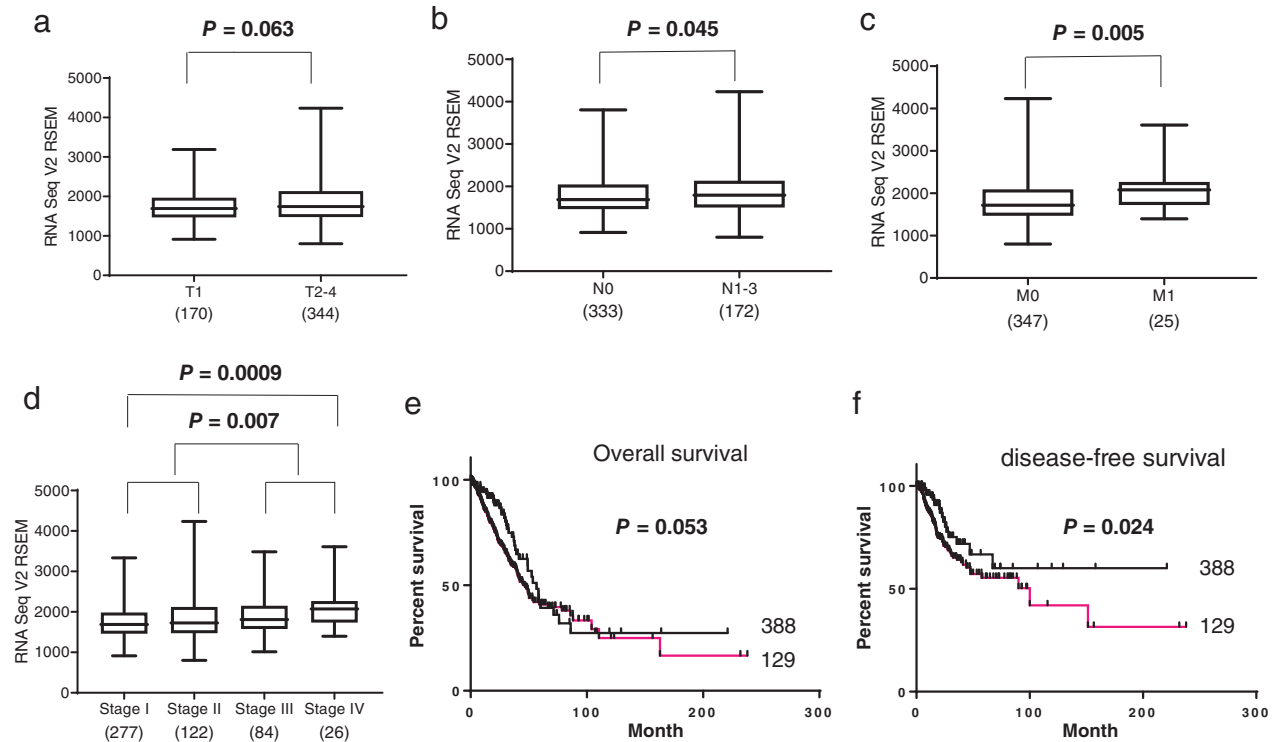 a
P = 0.063
RNA Seq V2 RSEM
5000
4000
3000
2000
1000
0
T1 T2-4
(170) (344)
b
P = 0.045
RNA Seq V2 RSEM
5000
4000
3000
2000
1000
0
N0 N1-3
(333) (172)
c
P = 0.005
RNA Seq V2 RSEM
5000
4000
3000
2000
1000
0
M0 M1
(347) (25)
d
P = 0.0009
P = 0.007
RNA Seq V2 RSEM
5000
4000
3000
2000
1000
0
Stage I Stage II Stage III Stage IV
(277) (122) (84) (26)
e
Overall survival
P = 0.053
Percent survival
100
50
0
388
129
0 100 200 300
Month
f
disease-free survival
P = 0.024
Percent survival
100
50
0
388
129
0 100 200 300
Month